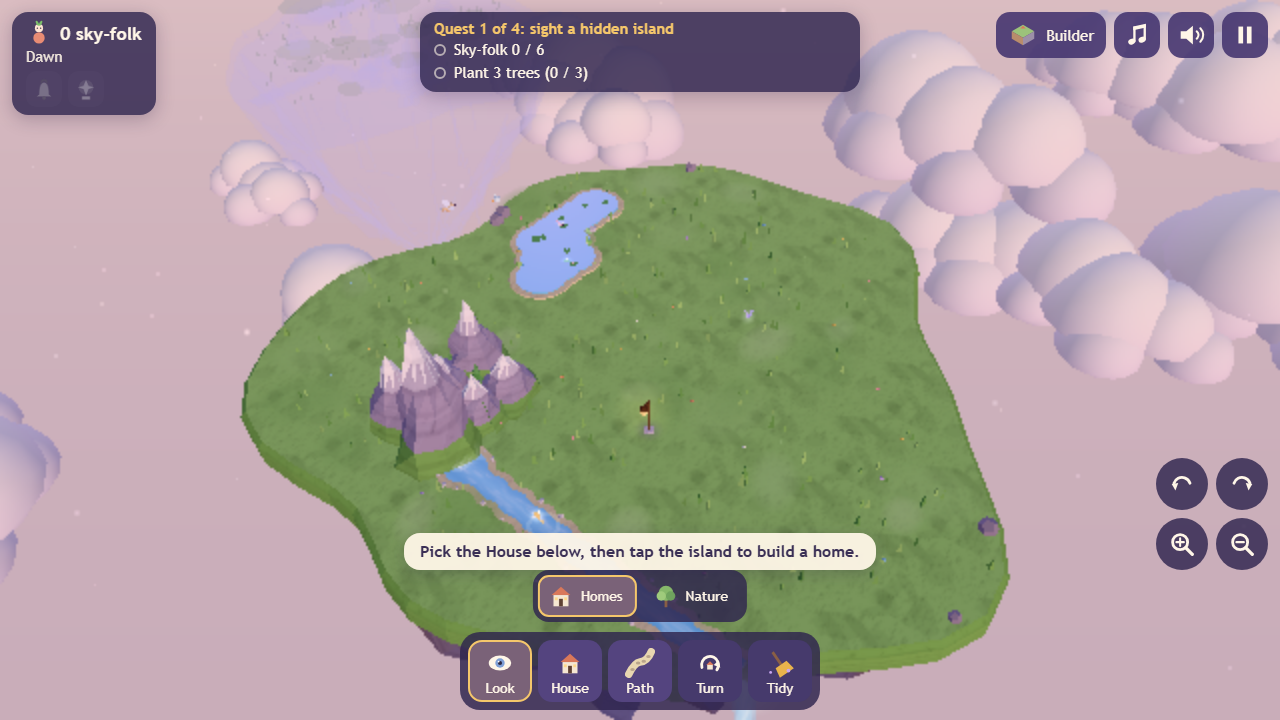 0 sky-folk
Dawn
Quest 1 of 4: sight a hidden island
Sky-folk 0 / 6
Plant 3 trees (0 / 3)
Builder
Pick the House below, then tap the island to build a home.
Homes
Nature
Look
House
Path
Turn
Tidy